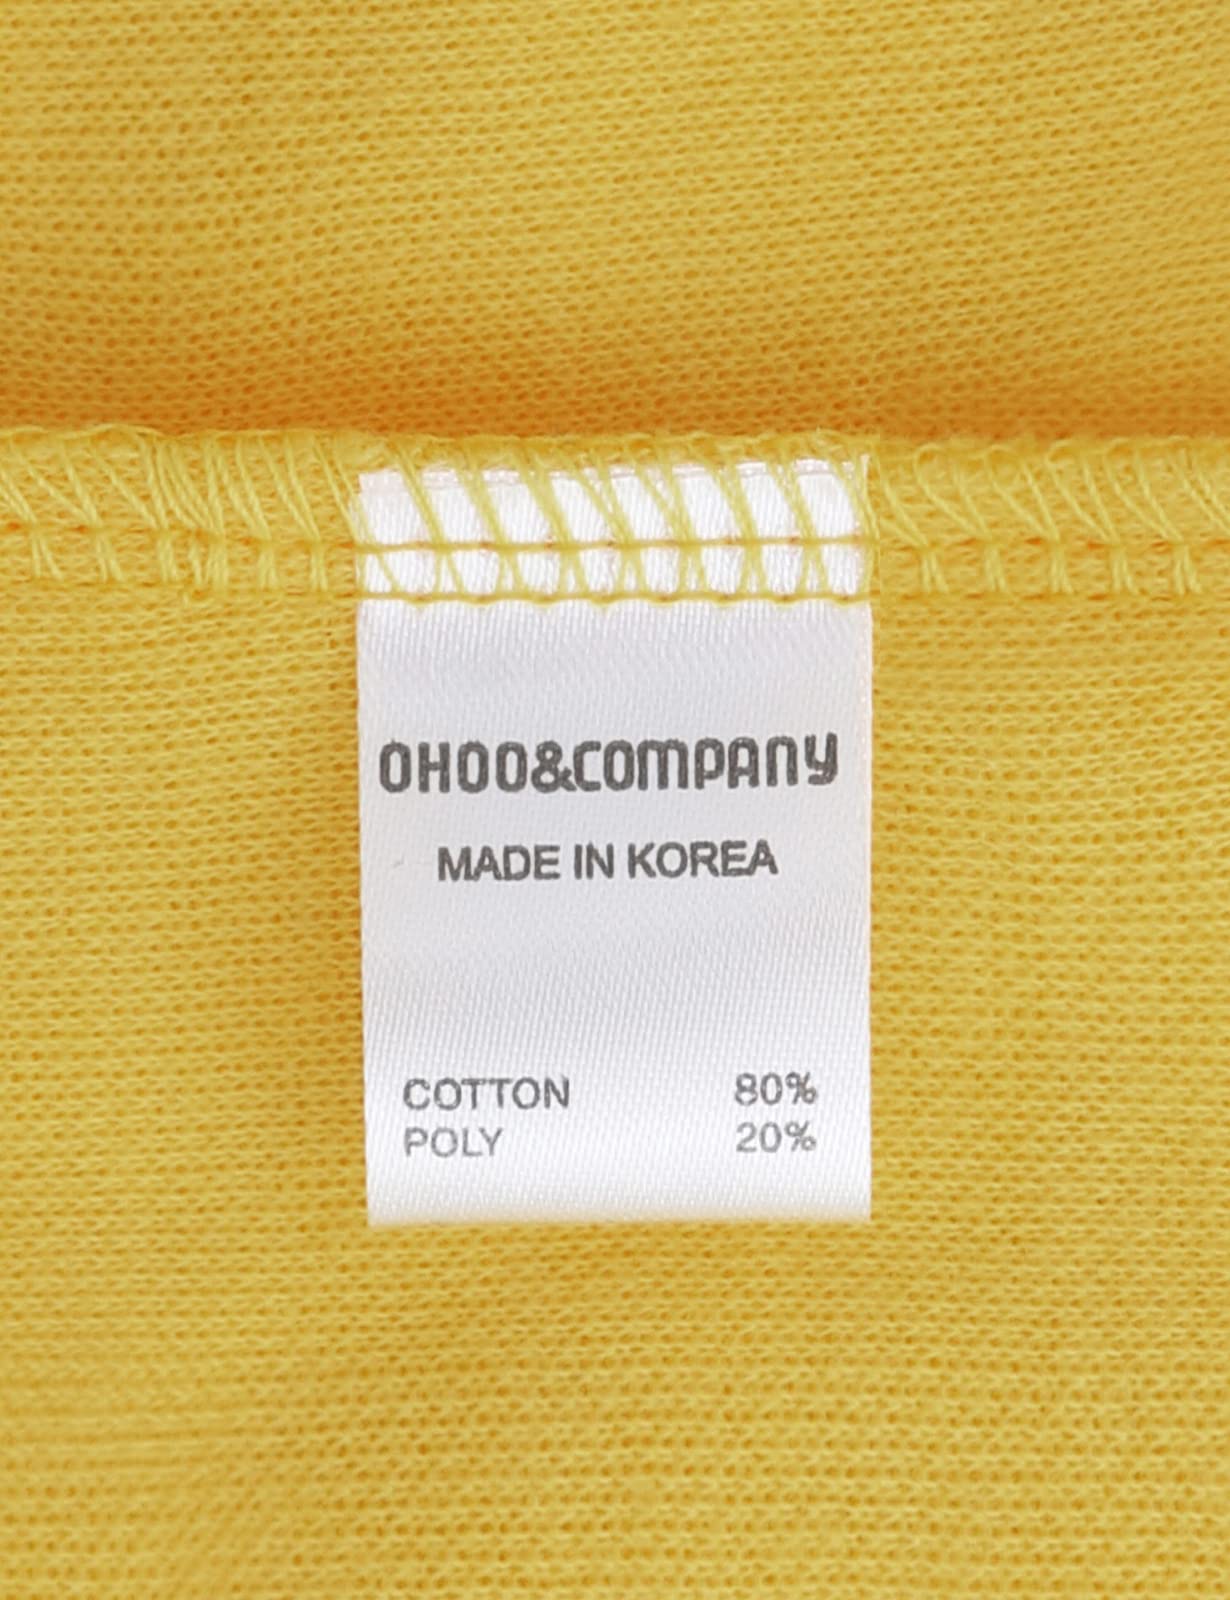 OHOO&COMPANY
MADE IN KOREA
COTTON 80%
POLY 20%